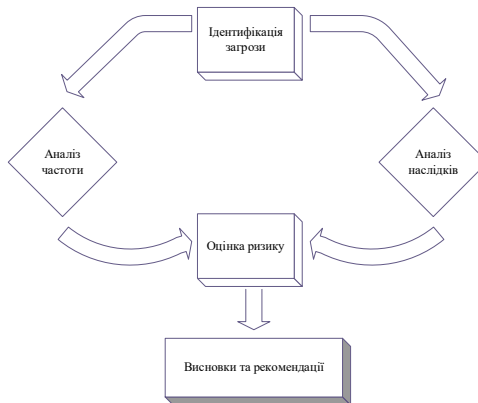 Ідентифікація
загрози
Аналіз
частоти
Аналіз
наслідків
Оцінка ризику
Висновки та рекомендації